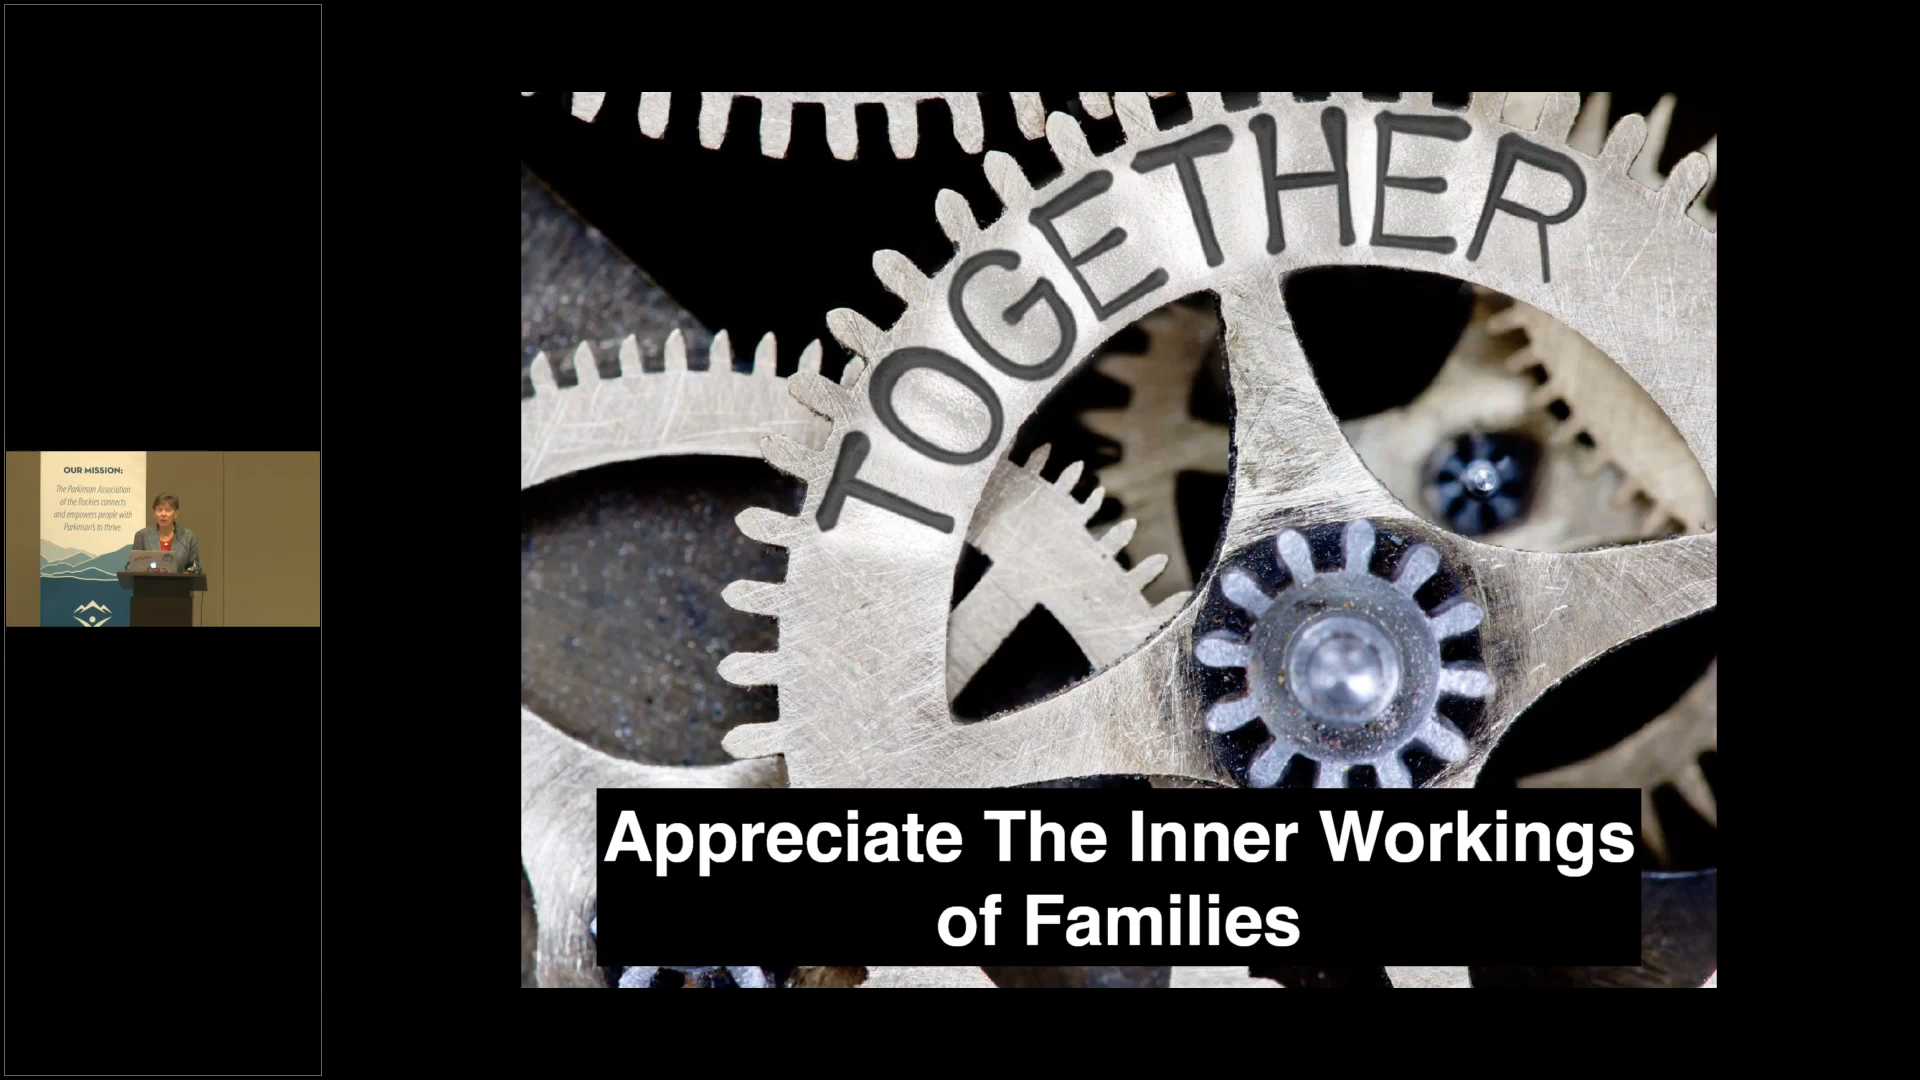 OUR MISSION:
The Parkinson Association
of the Rockies connects
and empowers people with
Parkinson's to thrive.
TOGETHER
Appreciate The Inner Workings
of Families